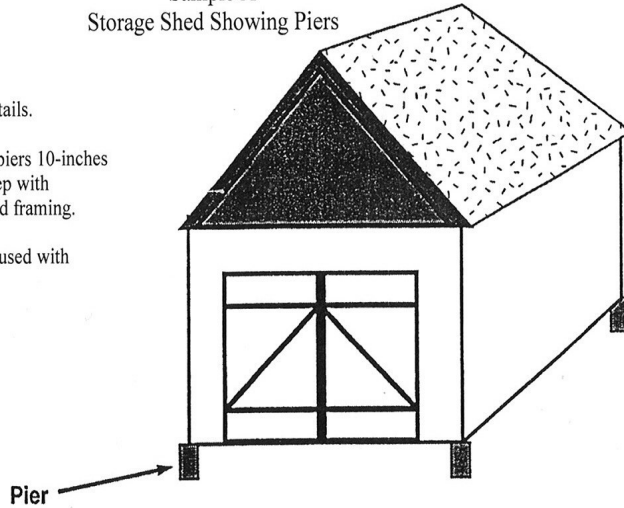 Storage Shed Showing Piers
tails.
piers 10-inches
ep with
d framing.
used with
Pier